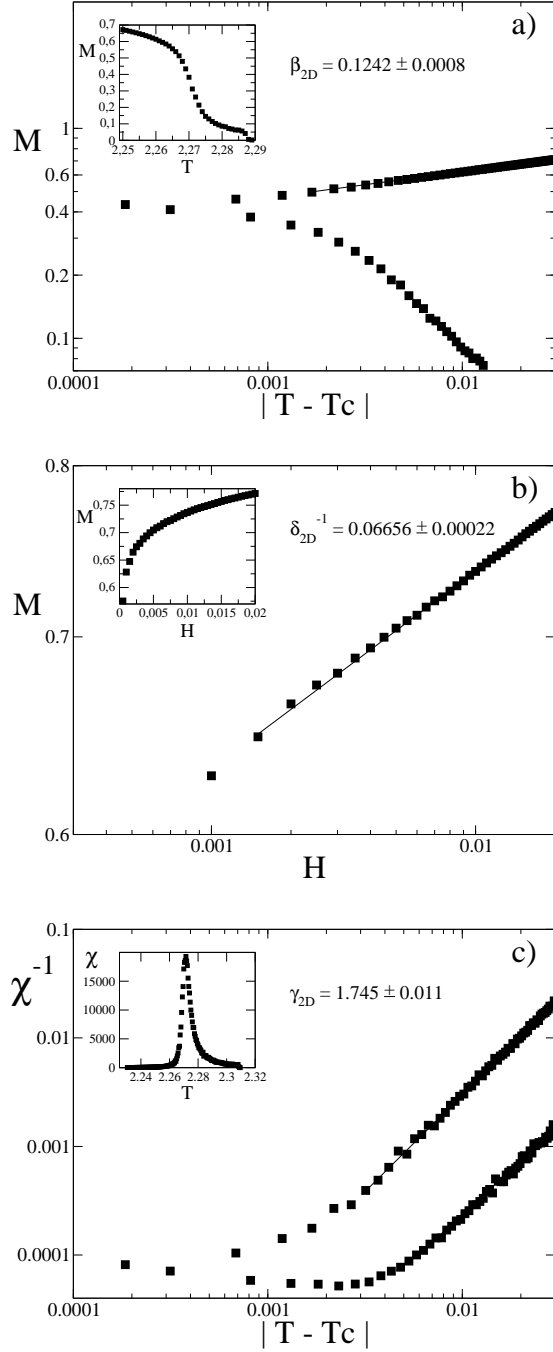 a)
0,7
0,6
0,5
0,4
0,3
0,2
0,1
0
M
2,25 2,26 2,27 2,28 2,29
T
β2D = 0.1242 ± 0.0008
M
1
0.6
0.4
0.1
0.0001 0.001 0.01
| T - Tc |
b)
0.8
0.7
0.6
M
0,75
0,7
0,65
0,6
M
0 0,005 0,01 0,015 0,02
H
δ2D-1 = 0.06656 ± 0.00022
0.001 0.01
H
c)
0.1
0.01
0.001
0.0001
χ-1
χ
15000
10000
5000
0
2.24 2.26 2.28 2.3 2.32
T
γ2D = 1.745 ± 0.011
0.0001 0.001 0.01
| T - Tc |